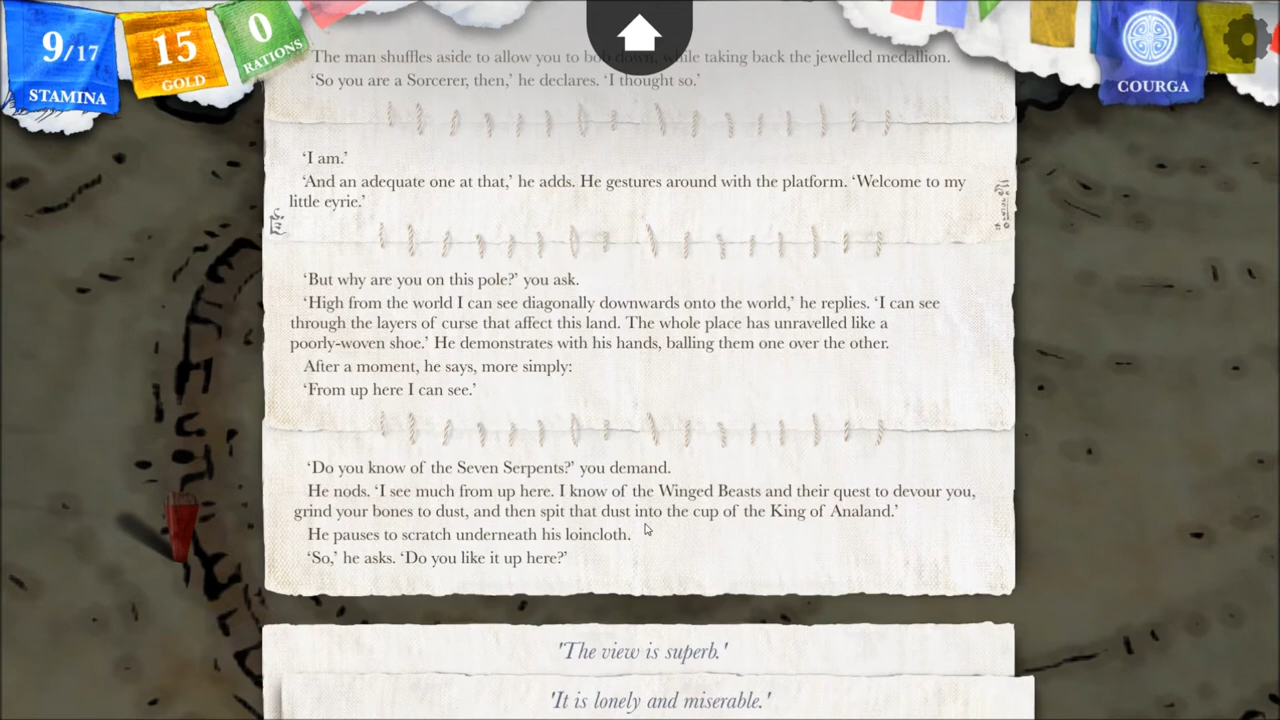 9/17
STAMINA
15
GOLD
0
RATIONS
COURGA
The man shuffles aside to allow you to bob down, while taking back the jewelled medallion.
‘So you are a Sorcerer, then,’ he declares. ‘I thought so.’
‘I am.’
‘And an adequate one at that,’ he adds. He gestures around with the platform. ‘Welcome to my
little eyrie.’
‘But why are you on this pole?’ you ask.
‘High from the world I can see diagonally downwards onto the world,’ he replies. ‘I can see
through the layers of curse that affect this land. The whole place has unravelled like a
poorly-woven shoe.’ He demonstrates with his hands, balling them one over the other.
After a moment, he says, more simply:
‘From up here I can see.’
‘Do you know of the Seven Serpents?’ you demand.
He nods. ‘I see much from up here. I know of the Winged Beasts and their quest to devour you,
grind your bones to dust, and then spit that dust into the cup of the King of Analand.’
He pauses to scratch underneath his loincloth.
‘So,’ he asks. ‘Do you like it up here?’
'The view is superb.'
'It is lonely and miserable.'